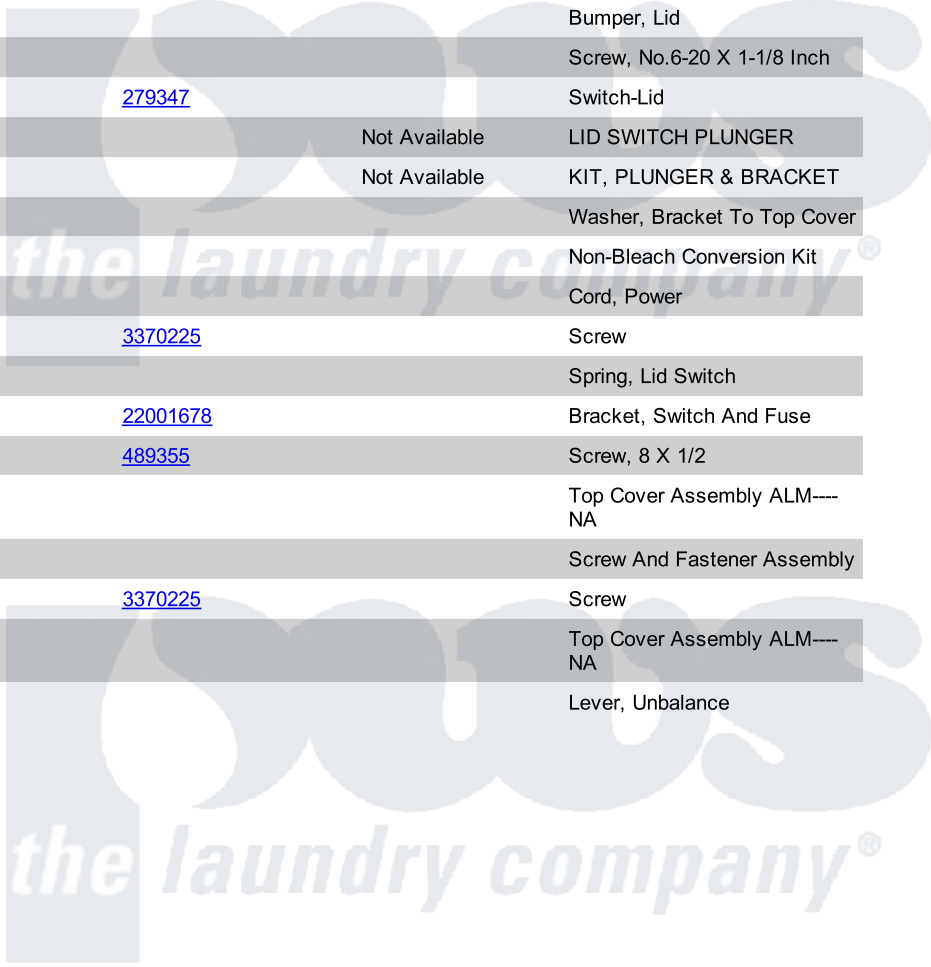 Bumper, Lid
Screw, No.6-20 X 1-1/8 Inch
279347 Switch-Lid
Not Available LID SWITCH PLUNGER
Not Available KIT, PLUNGER & BRACKET
Washer, Bracket To Top Cover
Non-Bleach Conversion Kit
Cord, Power
3370225 Screw
Spring, Lid Switch
22001678 Bracket, Switch And Fuse
489355 Screw, 8 X 1/2
Top Cover Assembly ALM----
NA
Screw And Fastener Assembly
3370225 Screw
Top Cover Assembly ALM----
NA
Lever, Unbalance
pws
the laundry company®
pws
the laundry company®